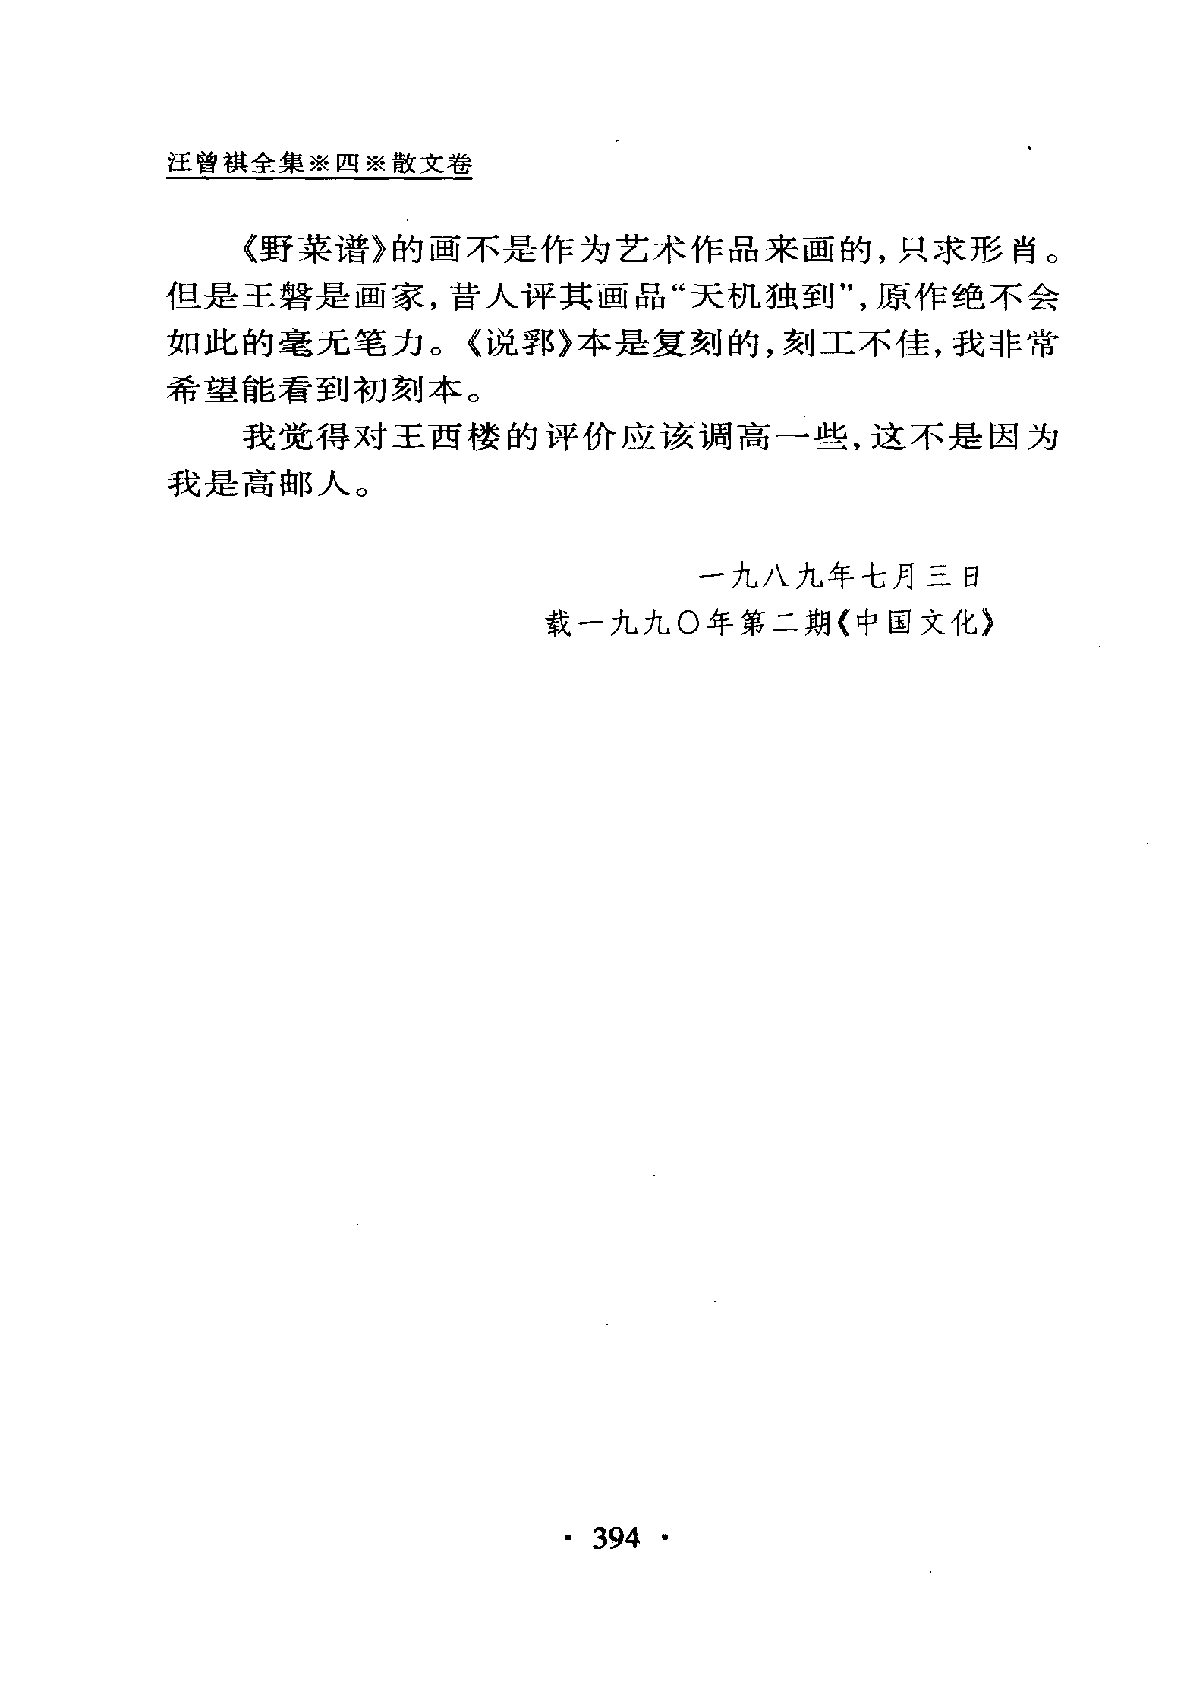 汪曾祺全集※四※散文卷
《野菜谱》的画不是作为艺术作品来画的,只求形肖。
但是王磐是画家,昔人评其画品“天机独到”,原作绝不会
如此的毫无笔力。《说郛》本是复刻的,刻工不佳,我非常
希望能看到初刻本。
我觉得对王西楼的评价应该调高一些,这不是因为
我是高邮人。
一九八九年七月三日
载一九九〇年第二期《中国文化》
· 394 ·